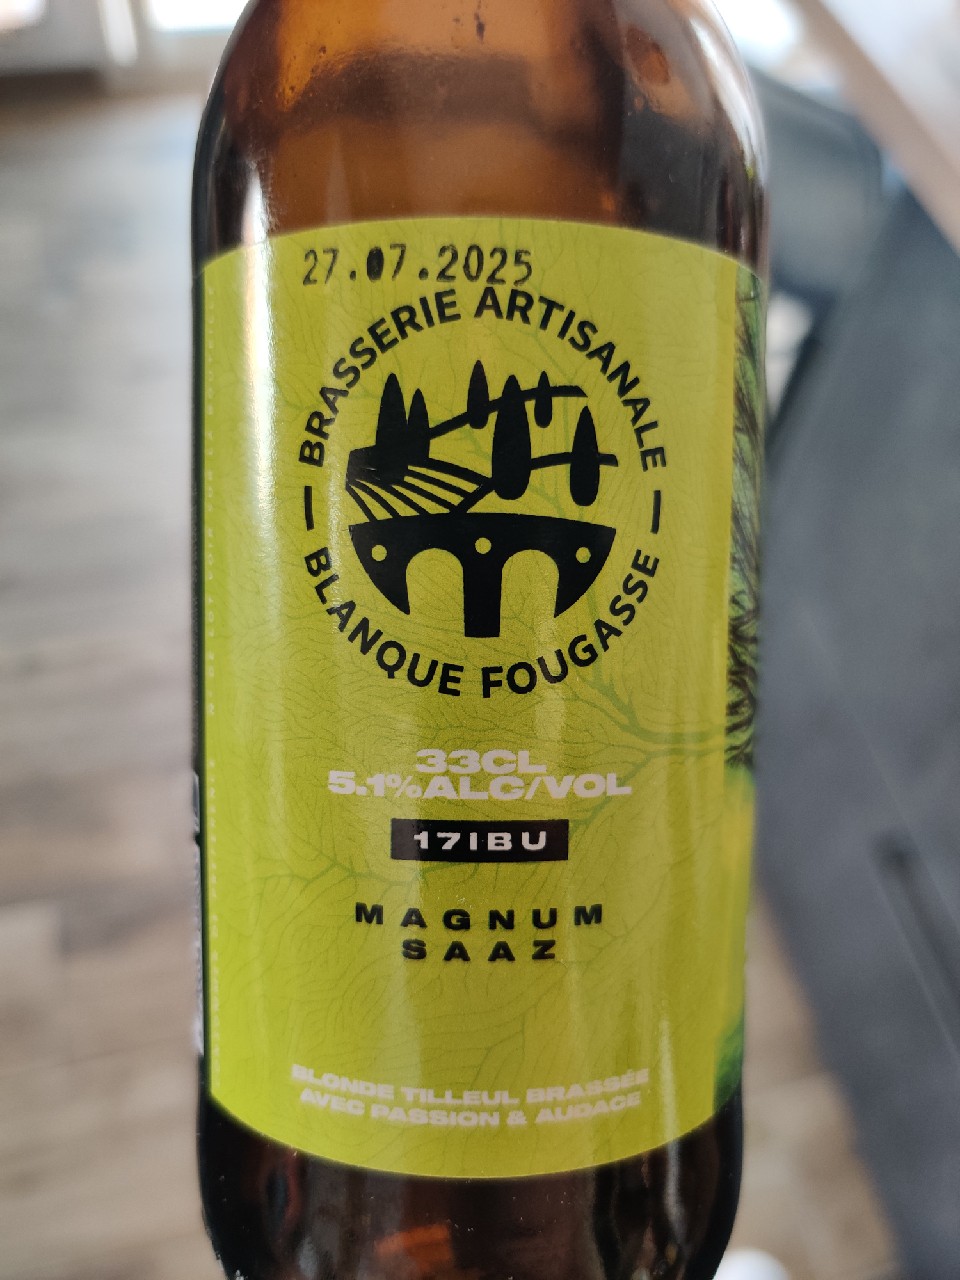 27.07.2025
BRASSERIE ARTISANALE
BLANQUE FOUGASSE
33CL
5.1%ALC/VOL
17IBU
MAGNUM
SAAZ
BLONDE TILLEUL BRASSÉE
AVEC PASSION & AUDACE